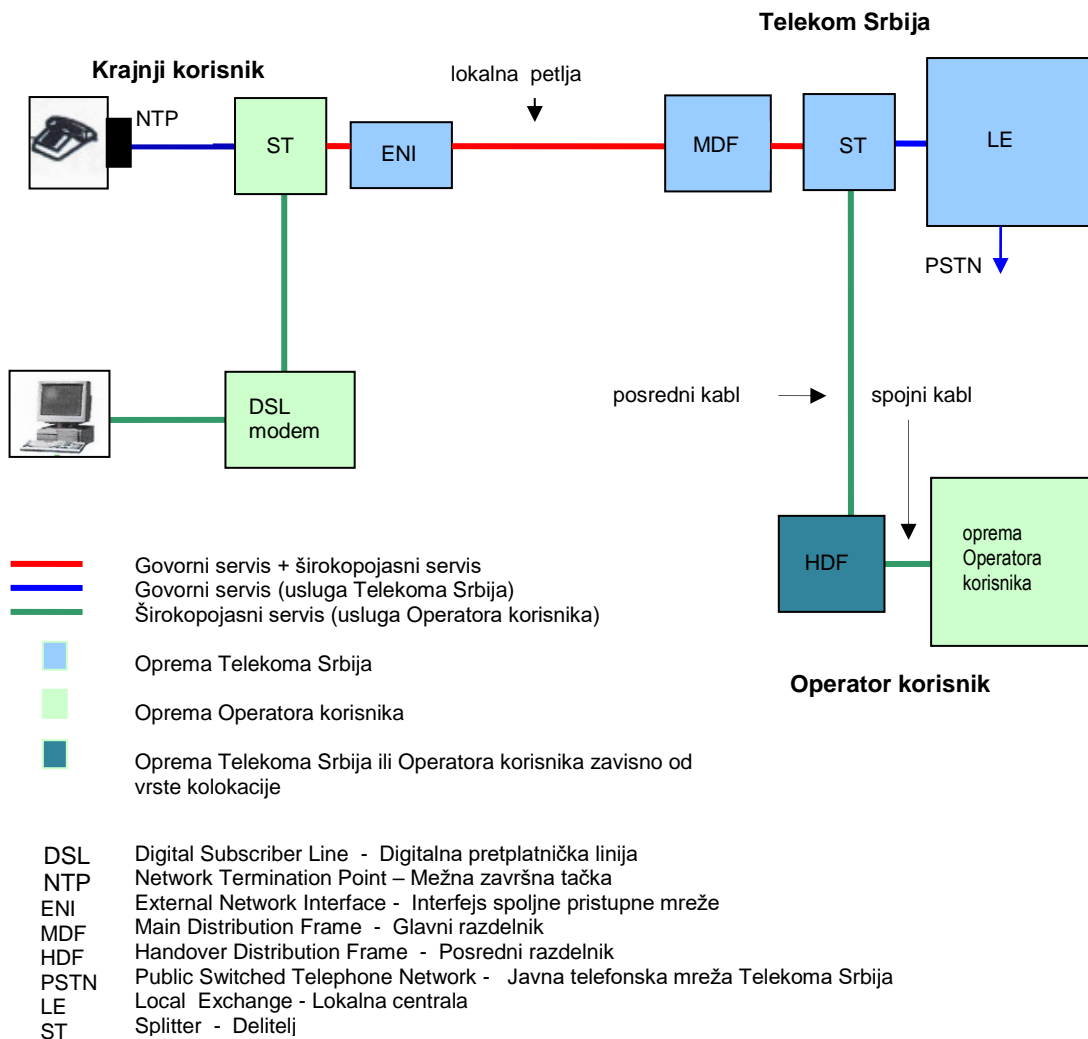 Telekom Srbija
Krajnji korisnik
lokalna petlja
NTP
ST
ENI
MDF
ST
LE
PSTN
DSL
modem
posredni kabl
spojni kabl
HDF
oprema
Operatora
korisnika
Operator korisnik
Govorni servis + širokopojasni servis
Govorni servis (usluga Telekoma Srbija)
Širokopojasni servis (usluga Operatora korisnika)
Oprema Telekoma Srbija
Oprema Operatora korisnika
Oprema Telekoma Srbija ili Operatora korisnika zavisno od
vrste kolokacije
DSL Digital Subscriber Line - Digitalna pretplatnička linija
NTP Network Termination Point – Mežna završna tačka
ENI External Network Interface - Interfejs spoljne pristupne mreže
MDF Main Distribution Frame - Glavni razdelnik
HDF Handover Distribution Frame - Posredni razdelnik
PSTN Public Switched Telephone Network - Javna telefonska mreža Telekoma Srbija
LE Local Exchange - Lokalna centrala
ST Splitter - Delitelj